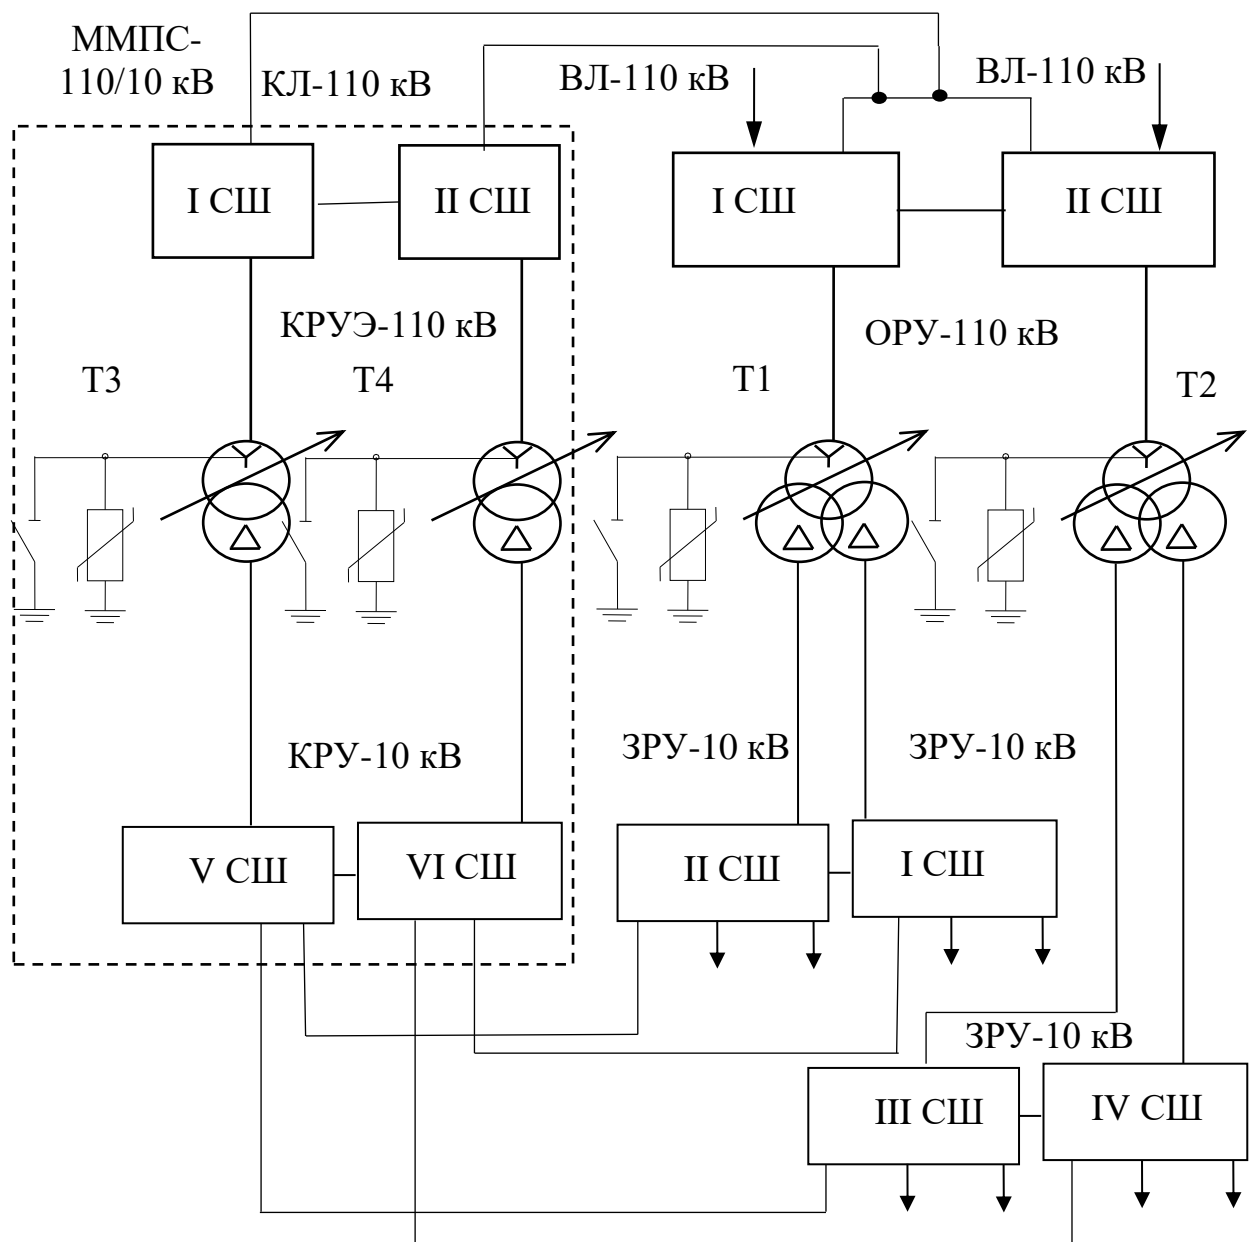 ММПС-
110/10 кВ
КЛ-110 кВ
ВЛ-110 кВ
ВЛ-110 кВ
I СШ
II СШ
I СШ
II СШ
КРУЭ-110 кВ
ОРУ-110 кВ
Т3
Т4
Т1
Т2
КРУ-10 кВ
ЗРУ-10 кВ
ЗРУ-10 кВ
V СШ
VI СШ
II СШ
I СШ
ЗРУ-10 кВ
III СШ
IV СШ